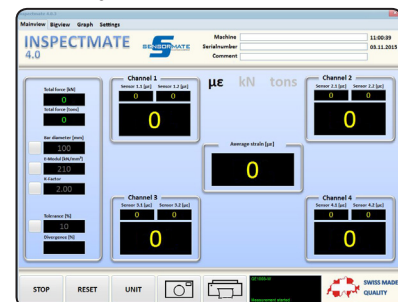 Mainview Bigview Graph Settings
INSPECTMATE
4.0
SENSORMATE
Machine
Serialnumber
Comment
11:00:39
03.11.2015
Total force [kN]
0
Total force [tons]
0
Bar diameter [mm]
100
E-Modul [kN/mm²]
210
K-Factor
2.00
Tolerance [%]
10
Divergence [%]
Channel 1
Sensor 1.1 [µε] Sensor 1.2 [µε]
0 0
0
µε kN tons
Channel 2
Sensor 2.1 [µε] Sensor 2.2 [µε]
0 0
0
Average strain [µε]
0
Channel 3
Sensor 3.1 [µε] Sensor 3.2 [µε]
0 0
0
Channel 4
Sensor 4.1 [µε] Sensor 4.2 [µε]
0 0
0
STOP RESET UNIT
Measurement started
SWISS MADE
QUALITY